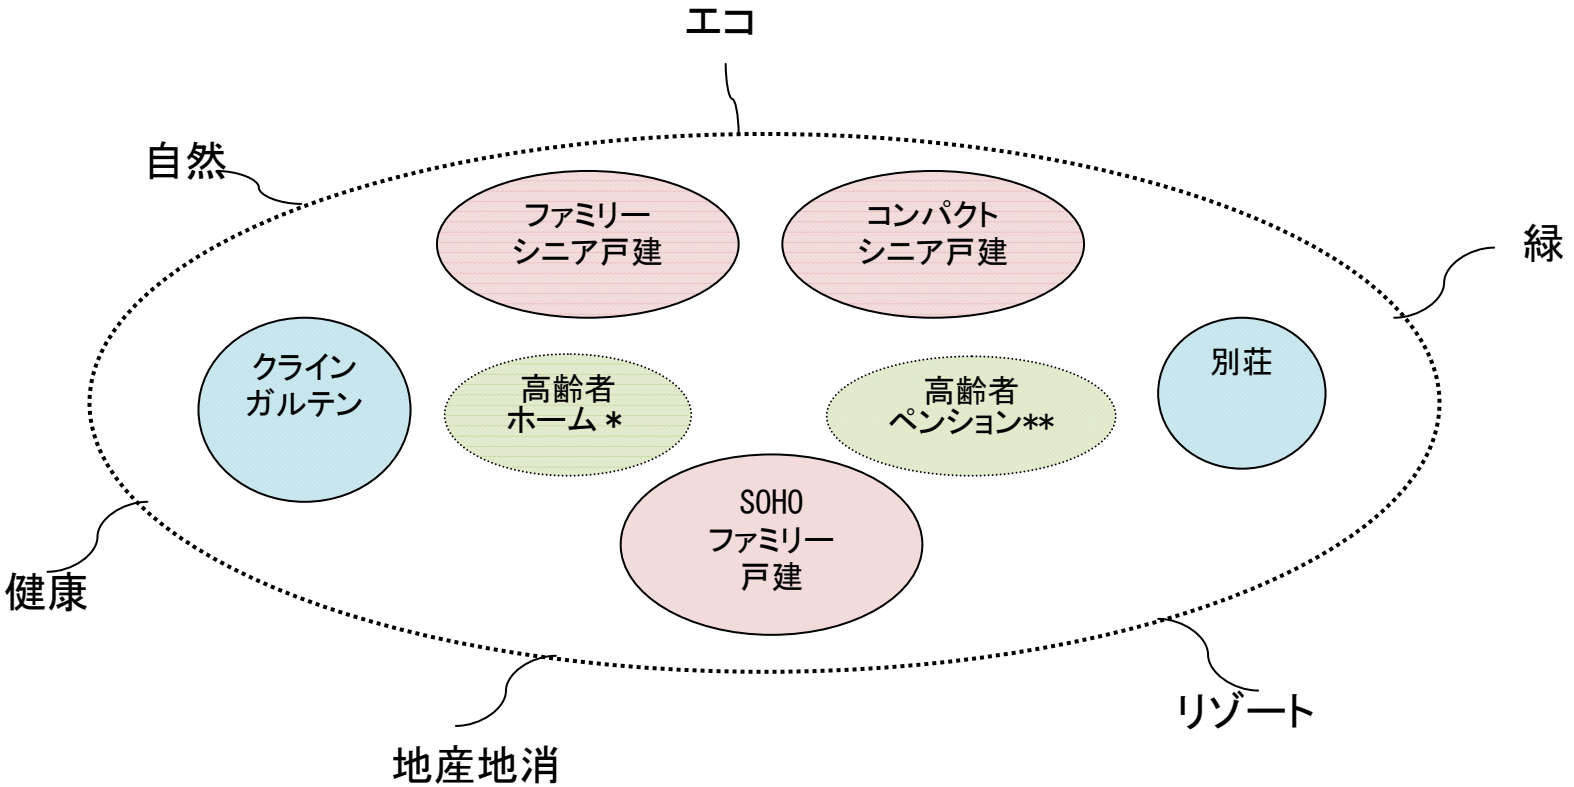 エコ
自然
ファミリー
シニア戸建
コンパクト
シニア戸建
緑
クライン
ガルテン
高齢者
ホーム *
高齢者
ペンション**
別荘
SOHO
ファミリー
戸建
健康
リゾート
地産地消